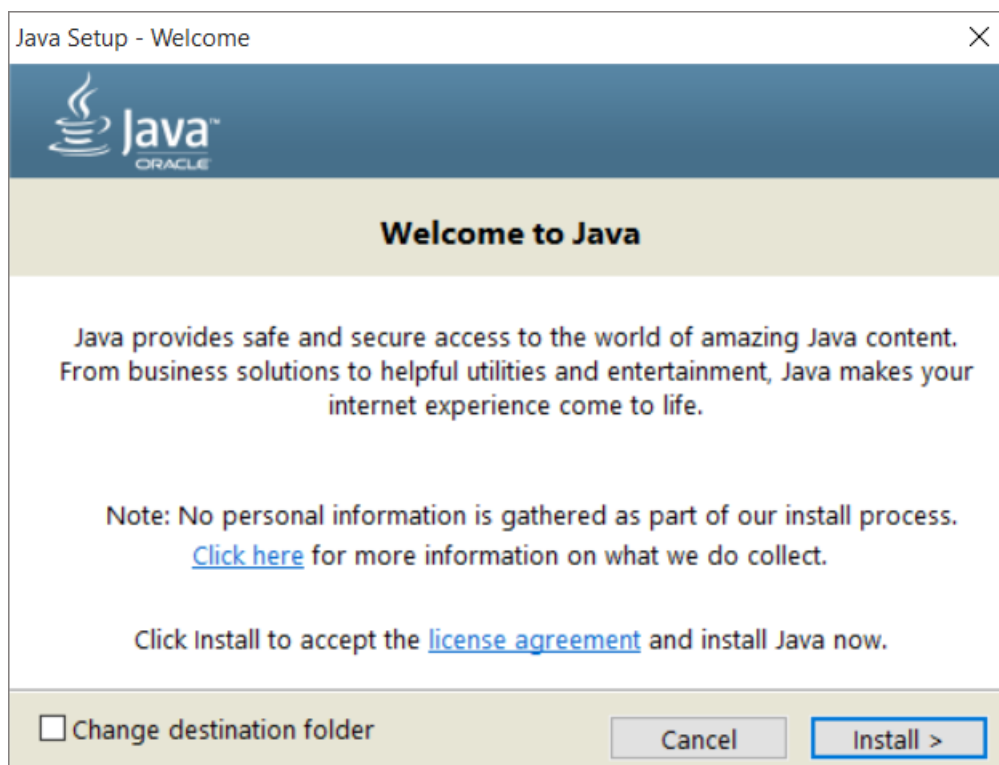 Java Setup - Welcome
Java™
ORACLE
Welcome to Java
Java provides safe and secure access to the world of amazing Java content.
From business solutions to helpful utilities and entertainment, Java makes your
internet experience come to life.
Note: No personal information is gathered as part of our install process.
Click here for more information on what we do collect.
Click Install to accept the license agreement and install Java now.
Change destination folder
Cancel
Install >